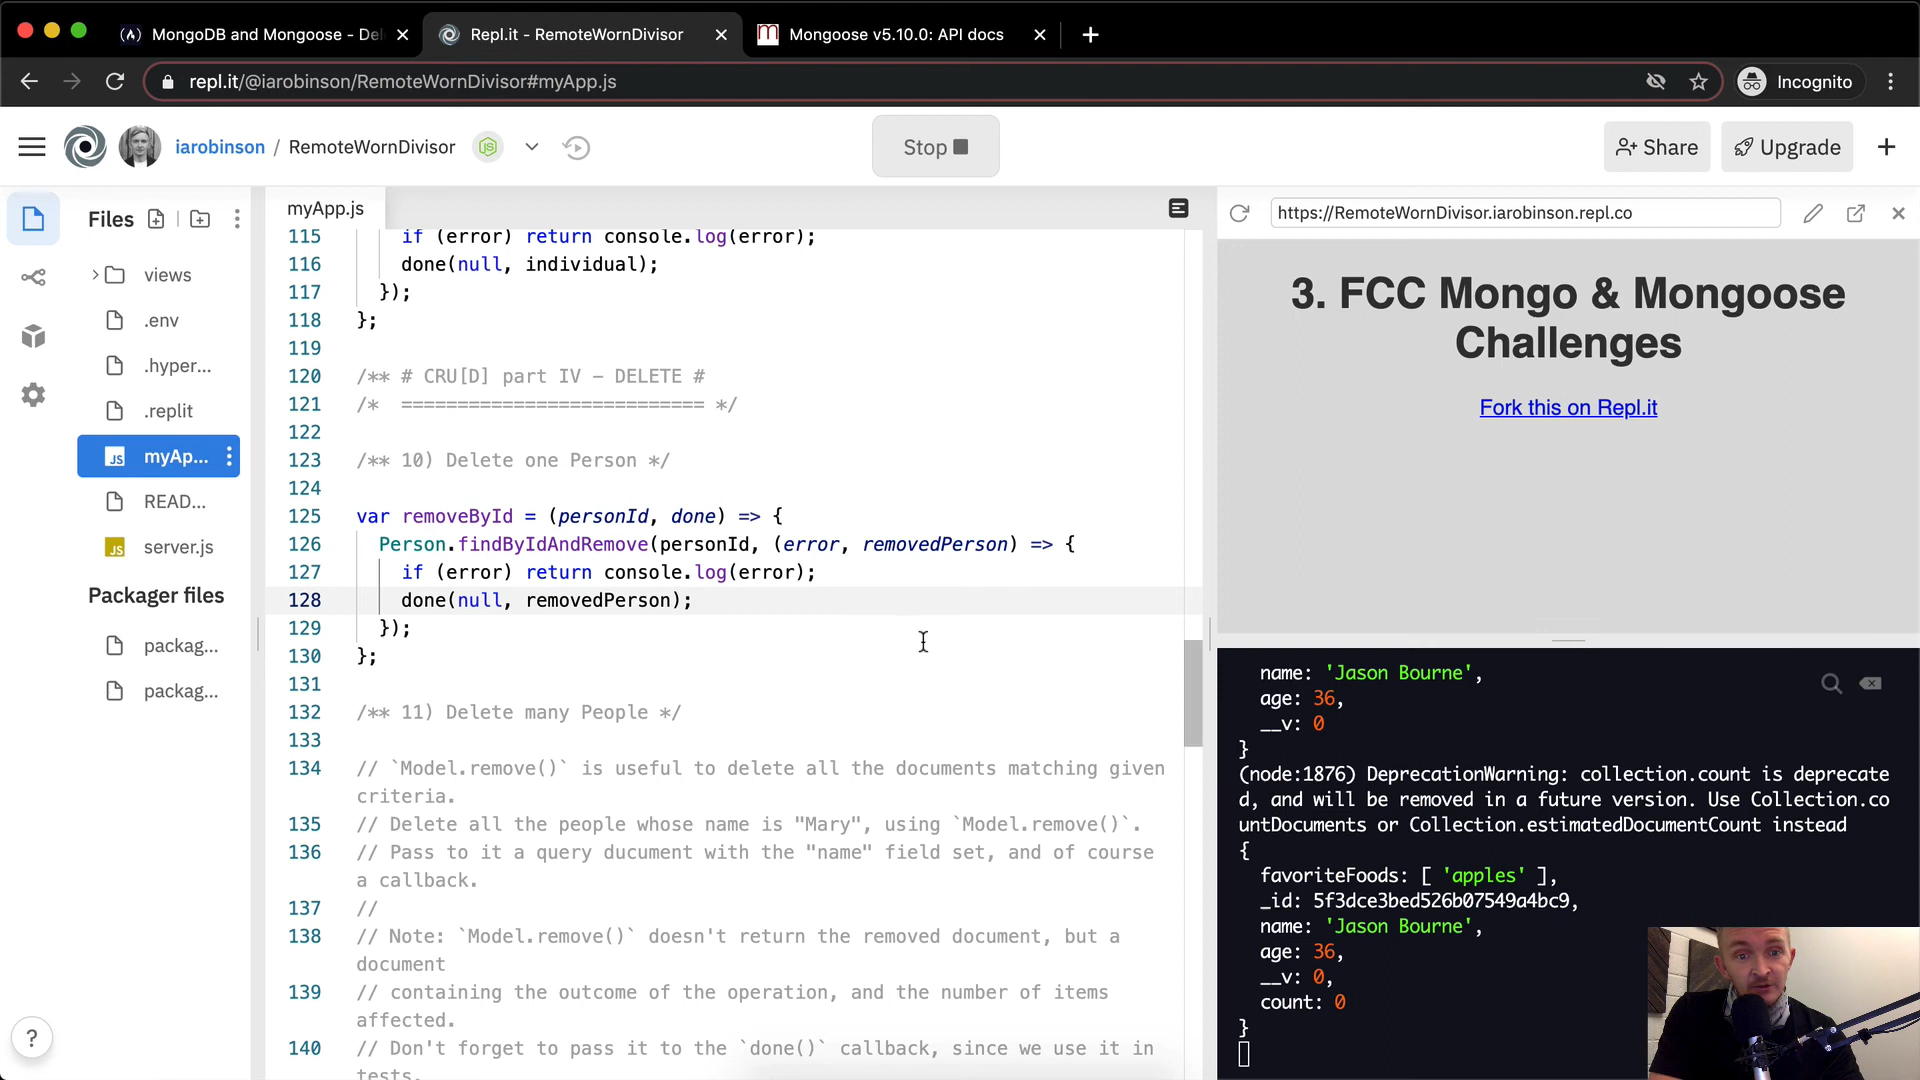 MongoDB and Mongoose - Del
Repl.it - RemoteWornDivisor
Mongoose v5.10.0: API docs
repl.it/@iarobinson/RemoteWornDivisor#myApp.js
Incognito
iarobinson / RemoteWornDivisor
Stop
Share
Upgrade
Files
views
.env
.hyper...
.replit
JS myAp...
READ...
JS server.js
Packager files
packag...
packag...
?
myApp.js
115 if (error) return console.log(error);
116 done(null, individual);
117 });
118 };
119
120 /** # CRU[D] part IV - DELETE #
121 /* =========================== */
122
123 /** 10) Delete one Person */
124
125 var removeById = (personId, done) => {
126 Person.findByIdAndRemove(personId, (error, removedPerson) => {
127 if (error) return console.log(error);
128 done(null, removedPerson);
129 });
130 };
131
132 /** 11) Delete many People */
133
134 // `Model.remove()` is useful to delete all the documents matching given
criteria.
135 // Delete all the people whose name is "Mary", using `Model.remove()`.
136 // Pass to it a query ducument with the "name" field set, and of course
a callback.
137 //
138 // Note: `Model.remove()` doesn't return the removed document, but a
document
139 // containing the outcome of the operation, and the number of items
affected.
140 // Don't forget to pass it to the `done()` callback, since we use it in
tests.
https://RemoteWornDivisor.iarobinson.repl.co
3. FCC Mongo & Mongoose
Challenges
Fork this on Repl.it
name: 'Jason Bourne',
age: 36,
__v: 0
}
(node:1876) DeprecationWarning: collection.count is deprecate
d, and will be removed in a future version. Use Collection.co
untDocuments or Collection.estimatedDocumentCount instead
{
favoriteFoods: [ 'apples' ],
_id: 5f3dce3bed526b07549a4bc9,
name: 'Jason Bourne',
age: 36,
__v: 0,
count: 0
}